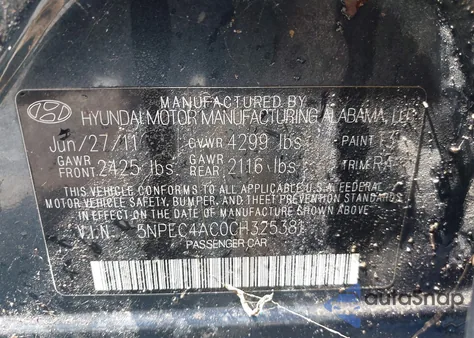 MANUFACTURED BY
HYUNDAI MOTOR MANUFACTURING ALABAMA, LLC
Jun/27/11 GVWR 4299 lbs PAINT
GAWR FRONT 2425 lbs GAWR REAR 2116 lbs TRIM
THIS VEHICLE CONFORMS TO ALL APPLICABLE U.S.A FEDERAL
MOTOR VEHICLE SAFETY, BUMPER, AND THEFT PREVENTION STANDARDS
IN EFFECT ON THE DATE OF MANUFACTURE SHOWN ABOVE.
V.I.N 5NPEC4AC0CH325381
PASSENGER CAR
autoSnap